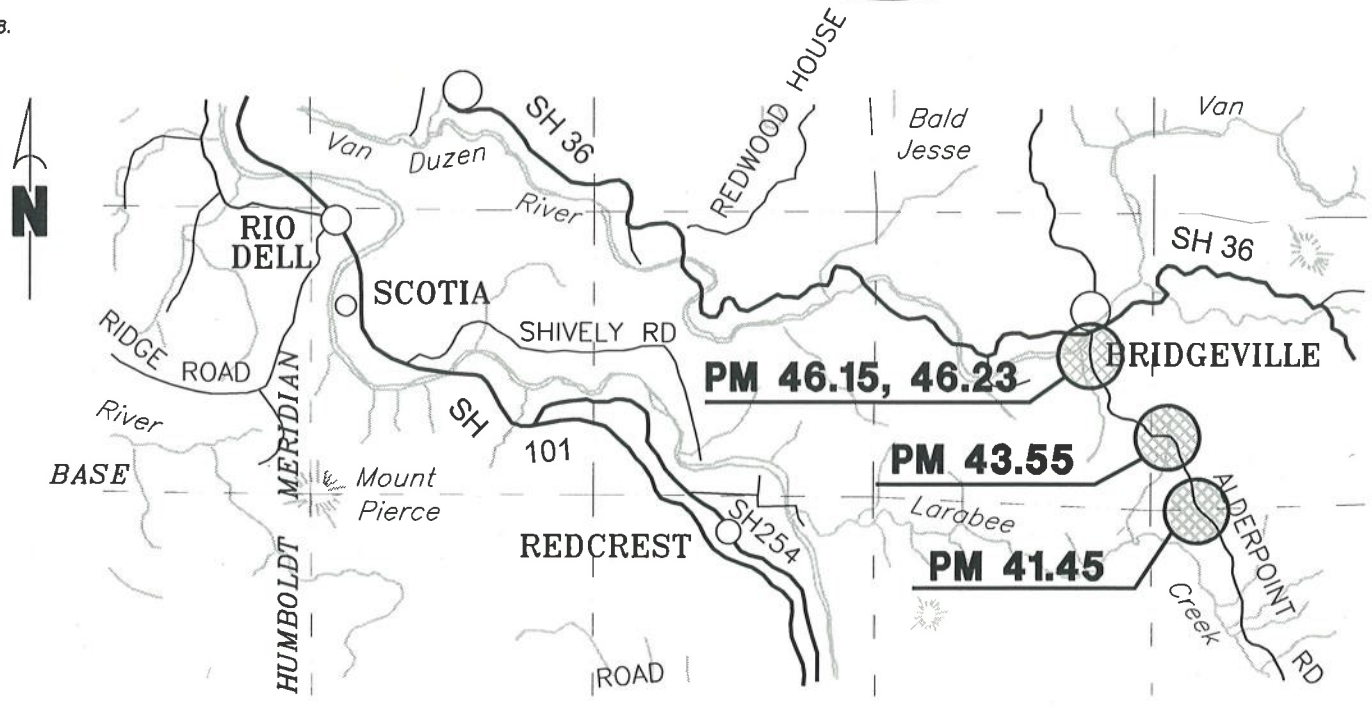 B.
N
REDWOOD HOUSE
SH 36
Van Duzen
River
Bald
Jesse
Van
SH 36
RIO
DELL
SCOTIA
SHIVELY RD
RIDGE ROAD
River
BASE
HUMBOLDT MERIDIAN
Mount
Pierce
SH
101
REDCREST
SH254
ROAD
BRIDGEVILLE
PM 46.15, 46.23
PM 43.55
Larabee
Creek
PM 41.45
ALDERPOINT
RD